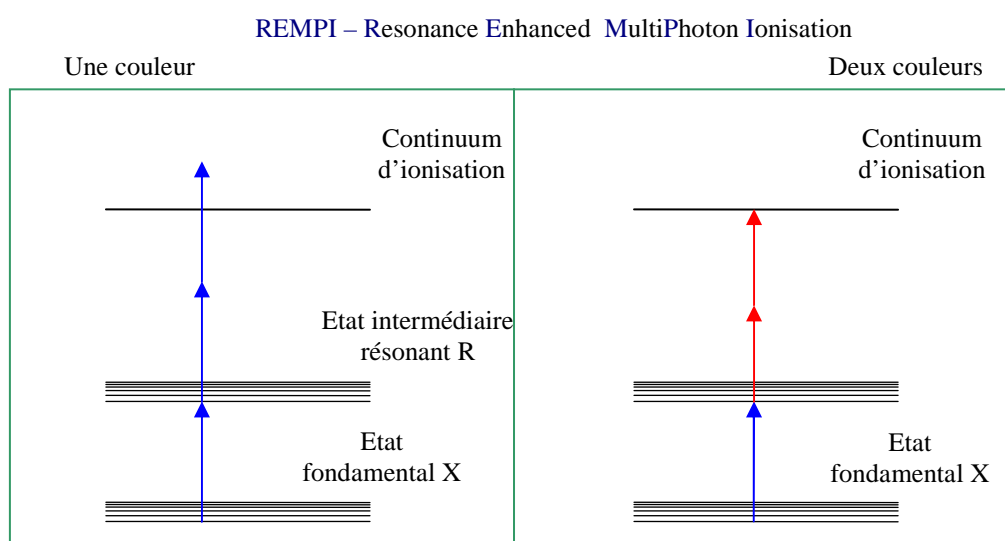 REMPI – Resonance Enhanced MultiPhoton Ionisation
Une couleur
Deux couleurs
Continuum
d'ionisation
Etat intermédiaire
résonant R
Etat
fondamental X
Continuum
d'ionisation
Etat
fondamental X